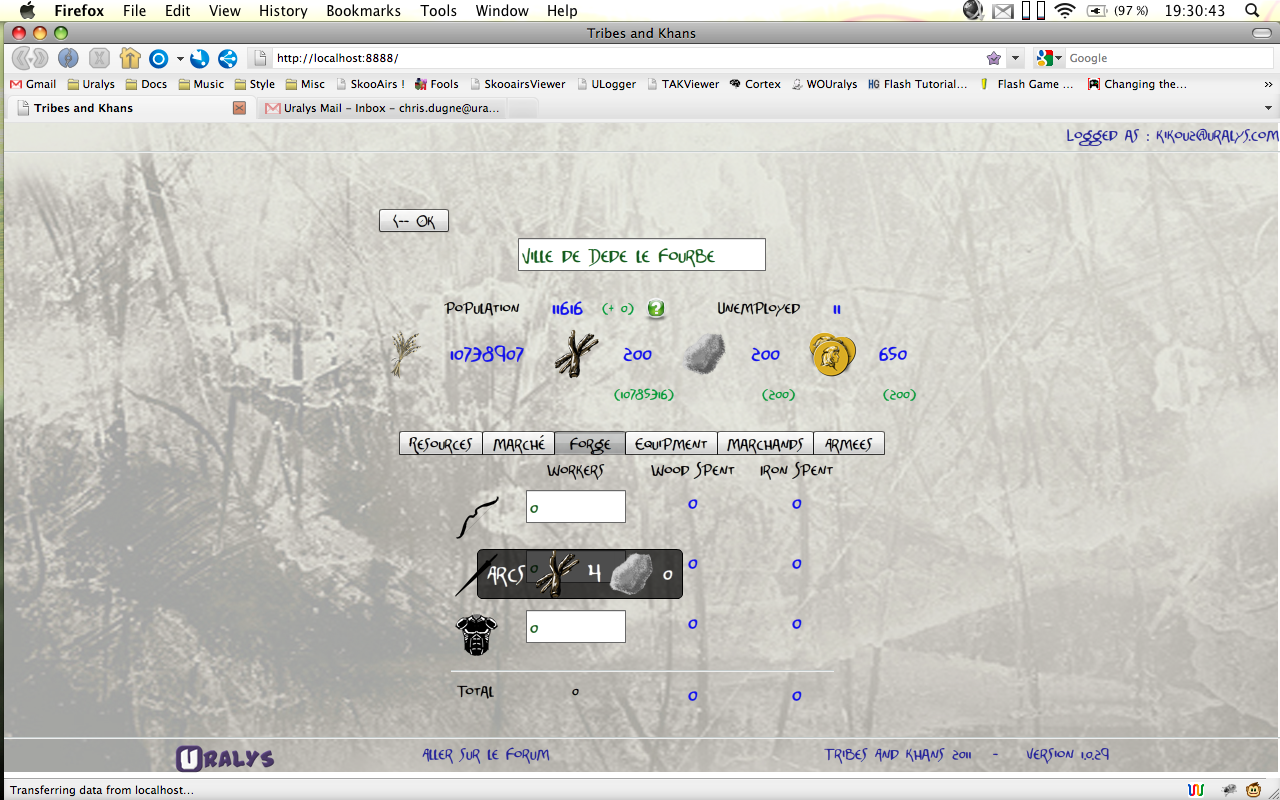 Firefox File Edit View History Bookmarks Tools Window Help (97 %) 19:30:43
Tribes and Khans
http://localhost:8888/ Google
Gmail Uralys Docs Music Style Misc SkooAirs ! Fools SkooairsViewer ULogger TAKViewer Cortex WOUralys HG Flash Tutorial... Flash Game ... Changing the... »
Tribes and Khans Uralys Mail – Inbox – chris.dugne@ura...
Logged as : kikouz@uralys.com
<-- Ok
Ville de Dede le Fourbe
Population 11616 (+ 0) ? Unemployed 11
10738907 200 200 650
(10785316) (200) (200)
Resources Marché Forge Equipment Marchands Armees
Workers Wood Spent Iron Spent
0 0 0
0 Arcs 4 0 0 0
0 0 0
Total 0 0 0
Uralys Aller sur le forum Tribes and Khans 2011 - Version 1.0.29
Transferring data from localhost...